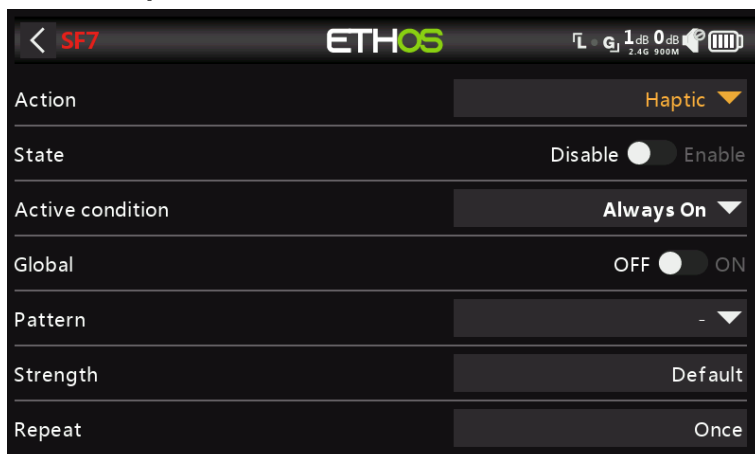 SF7 ETHOS L G 1dB 0dB
2.4G 900M
Action Haptic
State Disable Enable
Active condition Always On
Global OFF ON
Pattern -
Strength Default
Repeat Once